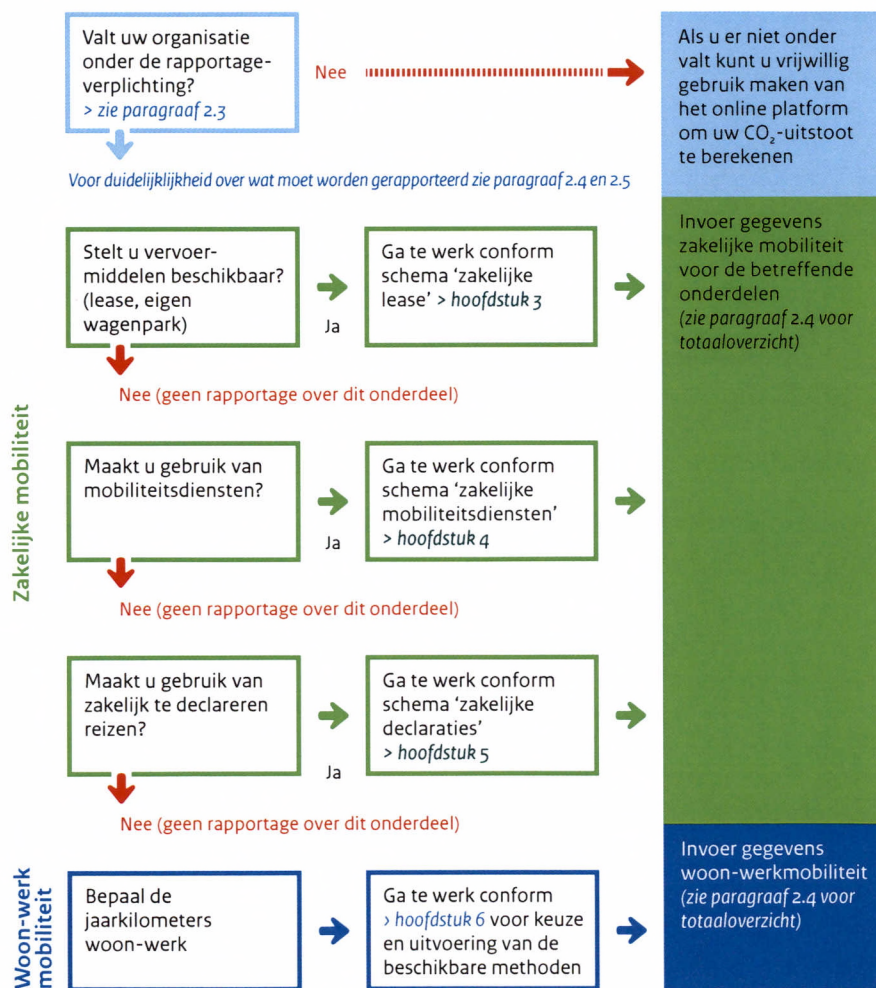 Valt uw organisatie
onder de rapportage-
verplichting?
> zie paragraaf 2.3
Nee
Als u er niet onder
valt kunt u vrijwillig
gebruik maken van
het online platform
om uw CO₂-uitstoot
te berekenen
Voor duidelijklijkheid over wat moet worden gerapporteerd zie paragraaf 2.4 en 2.5
Zakelijke mobiliteit
Stelt u vervoer-
middelen beschikbaar?
(lease, eigen
wagenpark)
Ja
Ga te werk conform
schema ‘zakelijke
lease’ > hoofdstuk 3
Invoer gegevens
zakelijke mobiliteit
voor de betreffende
onderdelen
(zie paragraaf 2.4 voor
totaaloverzicht)
Nee (geen rapportage over dit onderdeel)
Maakt u gebruik van
mobiliteitsdiensten?
Ja
Ga te werk conform
schema ‘zakelijke
mobiliteitsdiensten’
> hoofdstuk 4
Nee (geen rapportage over dit onderdeel)
Maakt u gebruik van
zakelijk te declareren
reizen?
Ja
Ga te werk conform
schema ‘zakelijke
declaraties’
> hoofdstuk 5
Nee (geen rapportage over dit onderdeel)
Woon-werk
mobiliteit
Bepaal de
jaarkilometers
woon-werk
Ga te werk conform
› hoofdstuk 6 voor keuze
en uitvoering van de
beschikbare methoden
Invoer gegevens
woon-werkmobiliteit
(zie paragraaf 2.4 voor
totaaloverzicht)